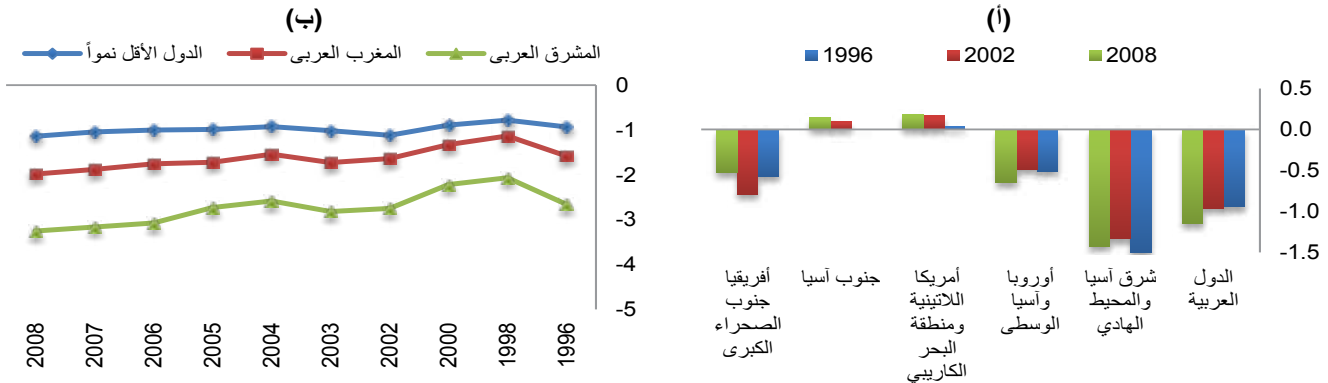 (أ)
1996
2002
2008
0.5
0.0
-0.5
-1.0
-1.5
الدول
العربية
شرق آسيا
والمحيط
الهادي
أوروبا
وآسيا
الوسطى
أمريكا
اللاتينية
ومنطقة
البحر
الكاريبي
جنوب آسيا
أفريقيا
جنوب
الصحراء
الكبرى
(ب)
المشرق العربى
المغرب العربى
الدول الأقل نمواً
0
-1
-2
-3
-4
-5
1996
1998
2000
2002
2003
2004
2005
2006
2007
2008